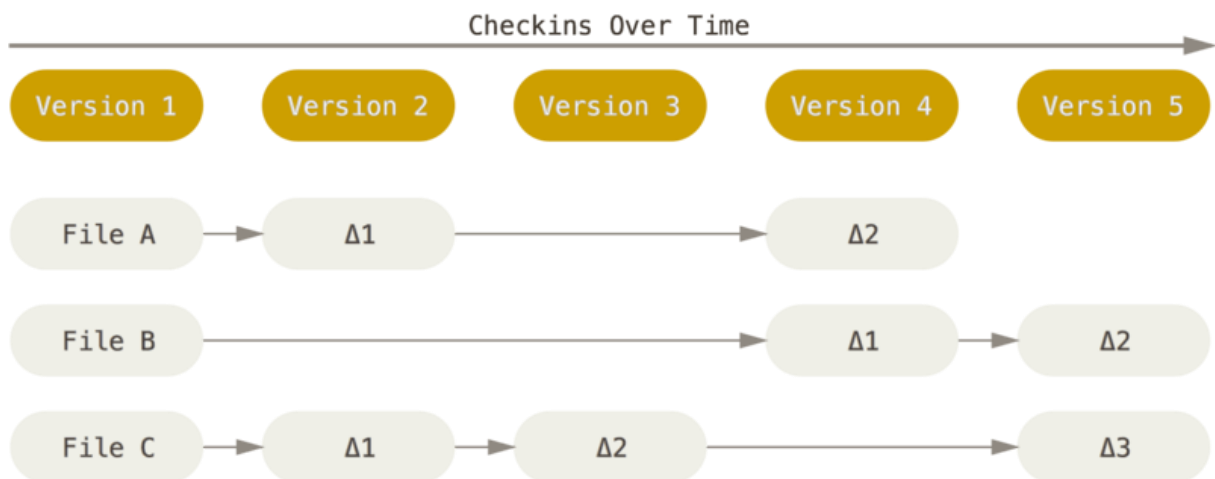 Checkins Over Time
Version 1 Version 2 Version 3 Version 4 Version 5
File A Δ1 Δ2
File B Δ1 Δ2
File C Δ1 Δ2 Δ3